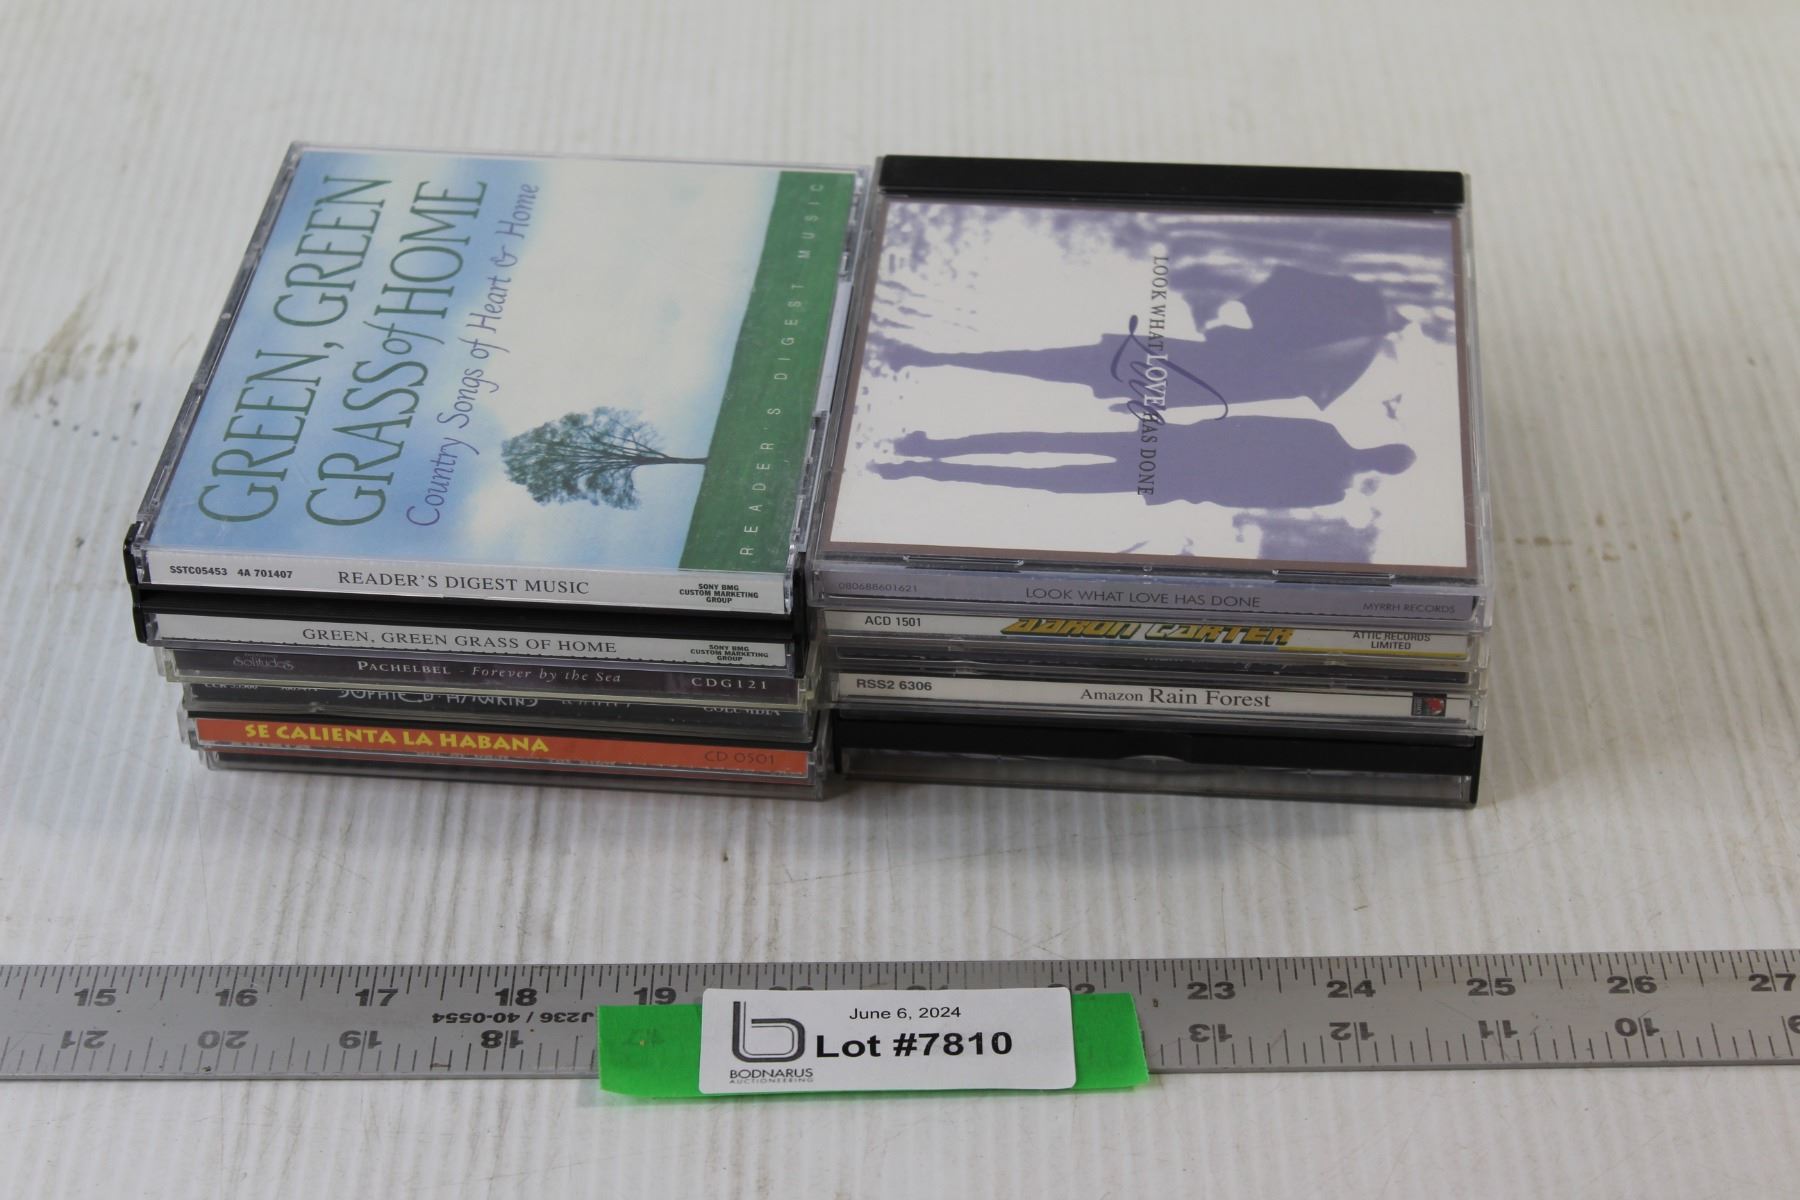 GREEN, GREEN
GRASS of HOME
Country Songs of Heart & Home
READER'S DIGEST MUSIC
SSTC05453 4A 701407 READER'S DIGEST MUSIC SONY BMG
CUSTOM MARKETING
GROUP
GREEN, GREEN GRASS OF HOME SONY BMG
CUSTOM MARKETING
GROUP
Solitudes PACHELBEL - Forever by the Sea CDG121
SOPHIE B. HAWKINS COLUMBIA
SE CALIENTA LA HABANA CD 0501
LOOK WHAT LOVE HAS DONE
080688601621 LOOK WHAT LOVE HAS DONE MYRRH RECORDS
ACD 1501 AARON CARTER ATTIC RECORDS
LIMITED
RSS2 6306 Amazon Rain Forest
15 16 17 18 19 22 23 24 25 26 27
21 20 19 18 J236 / 40-0554 13 12 11 10
June 6, 2024
Lot #7810
BODNARUS
AUCTIONEERING